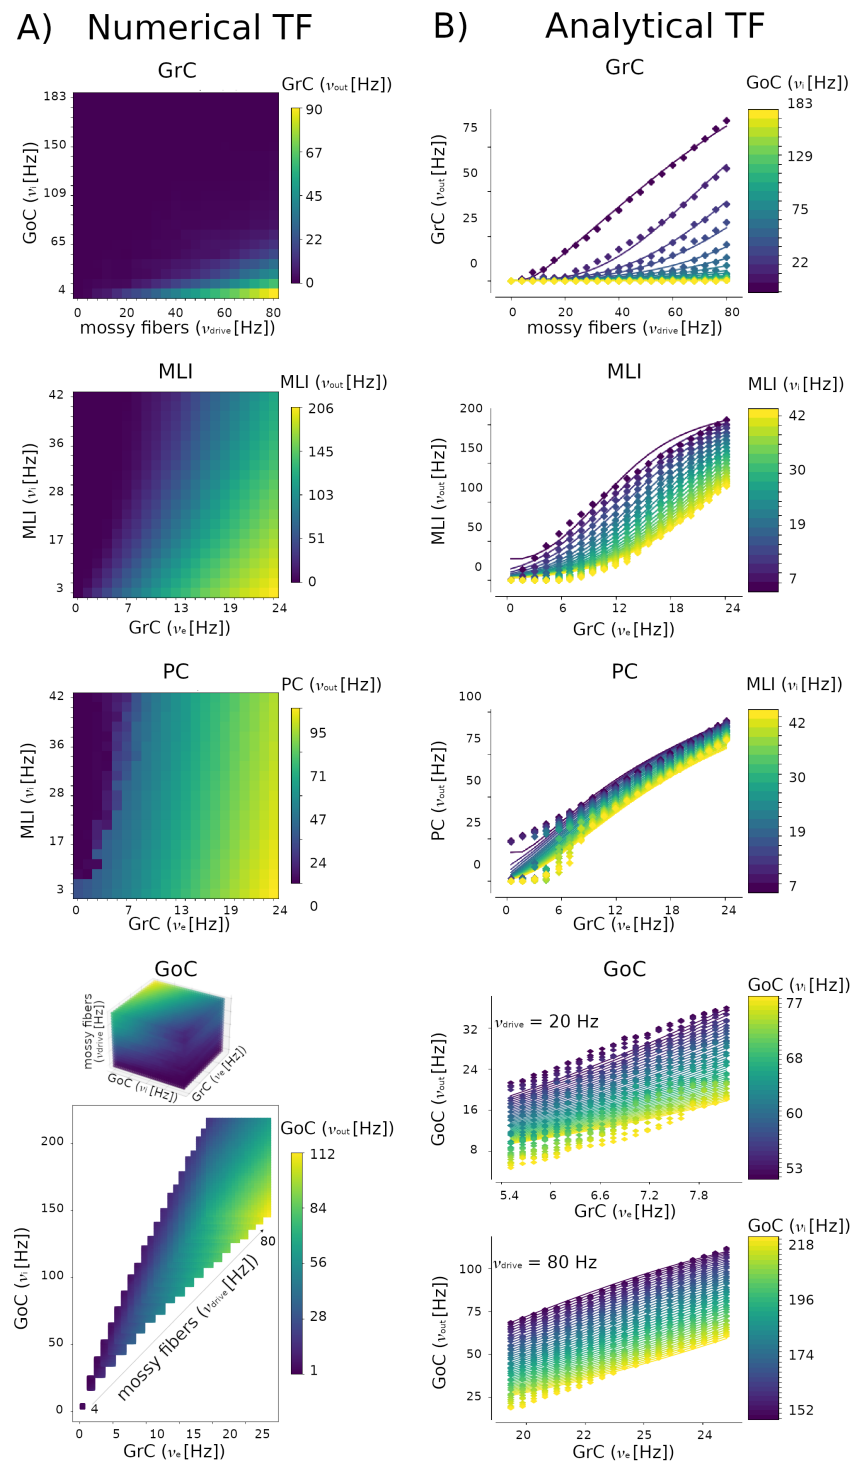 A) Numerical TF
GrC
GrC (νout [Hz])
GoC (νi [Hz])
183
150
109
65
4
0 20 40 60 80
mossy fibers (νdrive [Hz])
90
67
45
22
0
MLI
MLI (νout [Hz])
MLI (νi [Hz])
42
36
28
17
3
0 7 13 19 24
GrC (νe [Hz])
206
145
103
51
0
PC
PC (νout [Hz])
MLI (νi [Hz])
42
36
28
17
3
0 7 13 19 24
GrC (νe [Hz])
95
71
47
24
0
GoC
mossy fibers
(νdrive [Hz])
GoC (νi [Hz])
GrC (νe [Hz])
GoC (νout [Hz])
GoC (νi [Hz])
200
150
100
50
0
4
80
mossy fibers (νdrive [Hz])
0 5 10 15 20 25
GrC (νe [Hz])
112
84
56
28
1
B) Analytical TF
GrC
GoC (νi [Hz])
GrC (νout [Hz])
75
50
25
0
0 20 40 60 80
mossy fibers (νdrive [Hz])
183
129
75
22
MLI
MLI (νi [Hz])
MLI (νout [Hz])
200
150
100
50
0
0 6 12 18 24
GrC (νe [Hz])
42
30
19
7
PC
MLI (νi [Hz])
PC (νout [Hz])
100
75
50
25
0
0 6 12 18 24
GrC (νe [Hz])
42
30
19
7
GoC
GoC (νi [Hz])
νdrive = 20 Hz
GoC (νout [Hz])
32
24
16
8
5.4 6 6.6 7.2 7.8
GrC (νe [Hz])
77
68
60
53
GoC (νi [Hz])
νdrive = 80 Hz
GoC (νout [Hz])
100
75
50
25
20 22 25 24
GrC (νe [Hz])
218
196
174
152